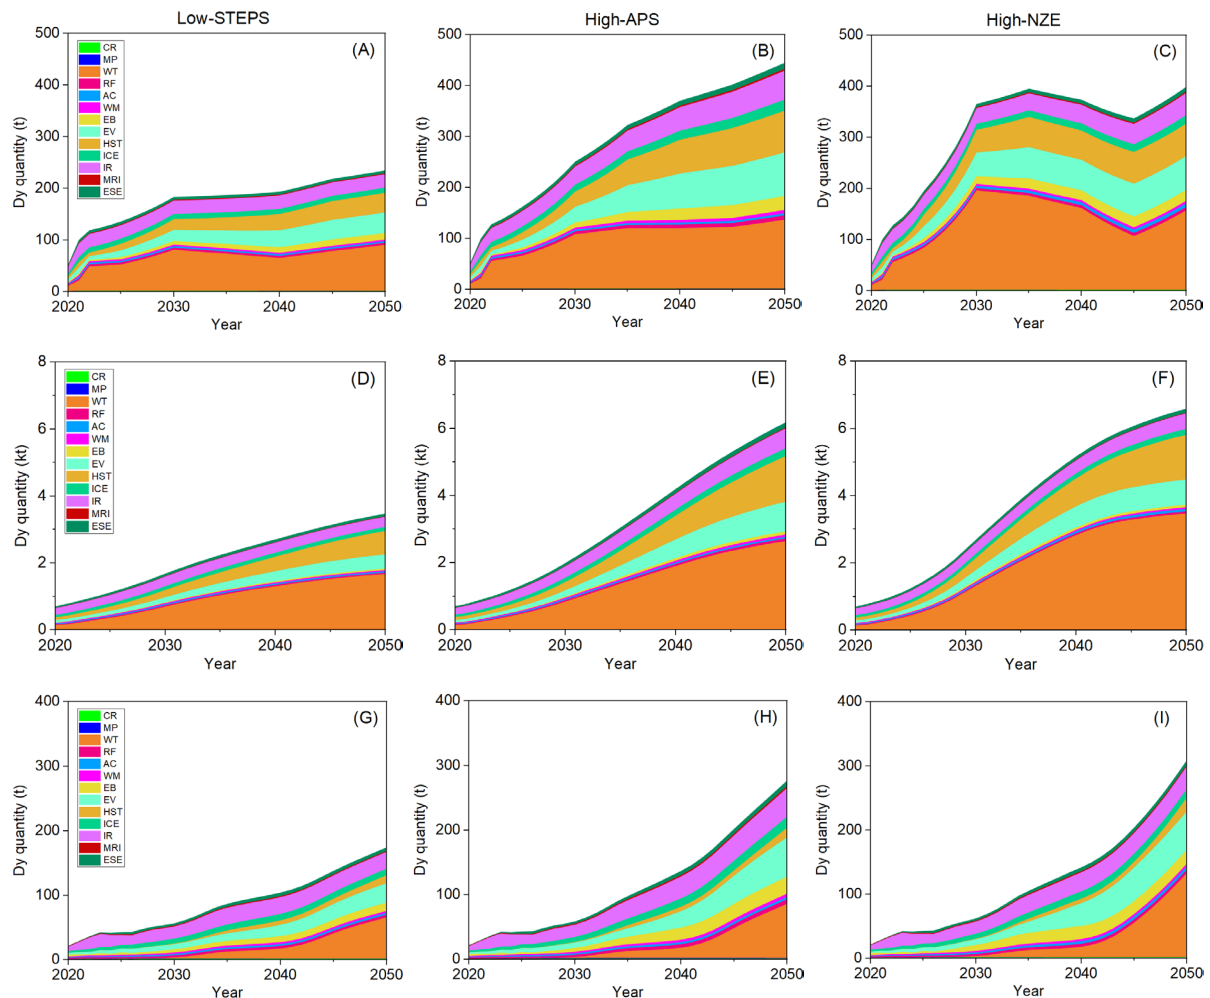 Low-STEPS
High-APS
High-NZE
(A)
500
400
300
200
100
0
Dy quantity (t)
CR
MP
WT
RF
AC
WM
EB
EV
HST
ICE
IR
MRI
ESE
2020 2030 2040 2050
Year
(B)
500
400
300
200
100
0
Dy quantity (t)
2020 2030 2040 2050
Year
(C)
500
400
300
200
100
0
Dy quantity (t)
2020 2030 2040 2050
Year
(D)
8
6
4
2
0
Dy quantity (kt)
CR
MP
WT
RF
AC
WM
EB
EV
HST
ICE
IR
MRI
ESE
2020 2030 2040 2050
Year
(E)
8
6
4
2
0
Dy quantity (kt)
2020 2030 2040 2050
Year
(F)
8
6
4
2
0
Dy quantity (kt)
2020 2030 2040 2050
Year
(G)
400
300
200
100
0
Dy quantity (t)
CR
MP
WT
RF
AC
WM
EB
EV
HST
ICE
IR
MRI
ESE
2020 2030 2040 2050
Year
(H)
400
300
200
100
0
Dy quantity (t)
2020 2030 2040 2050
Year
(I)
400
300
200
100
0
Dy quantity (t)
2020 2030 2040 2050
Year